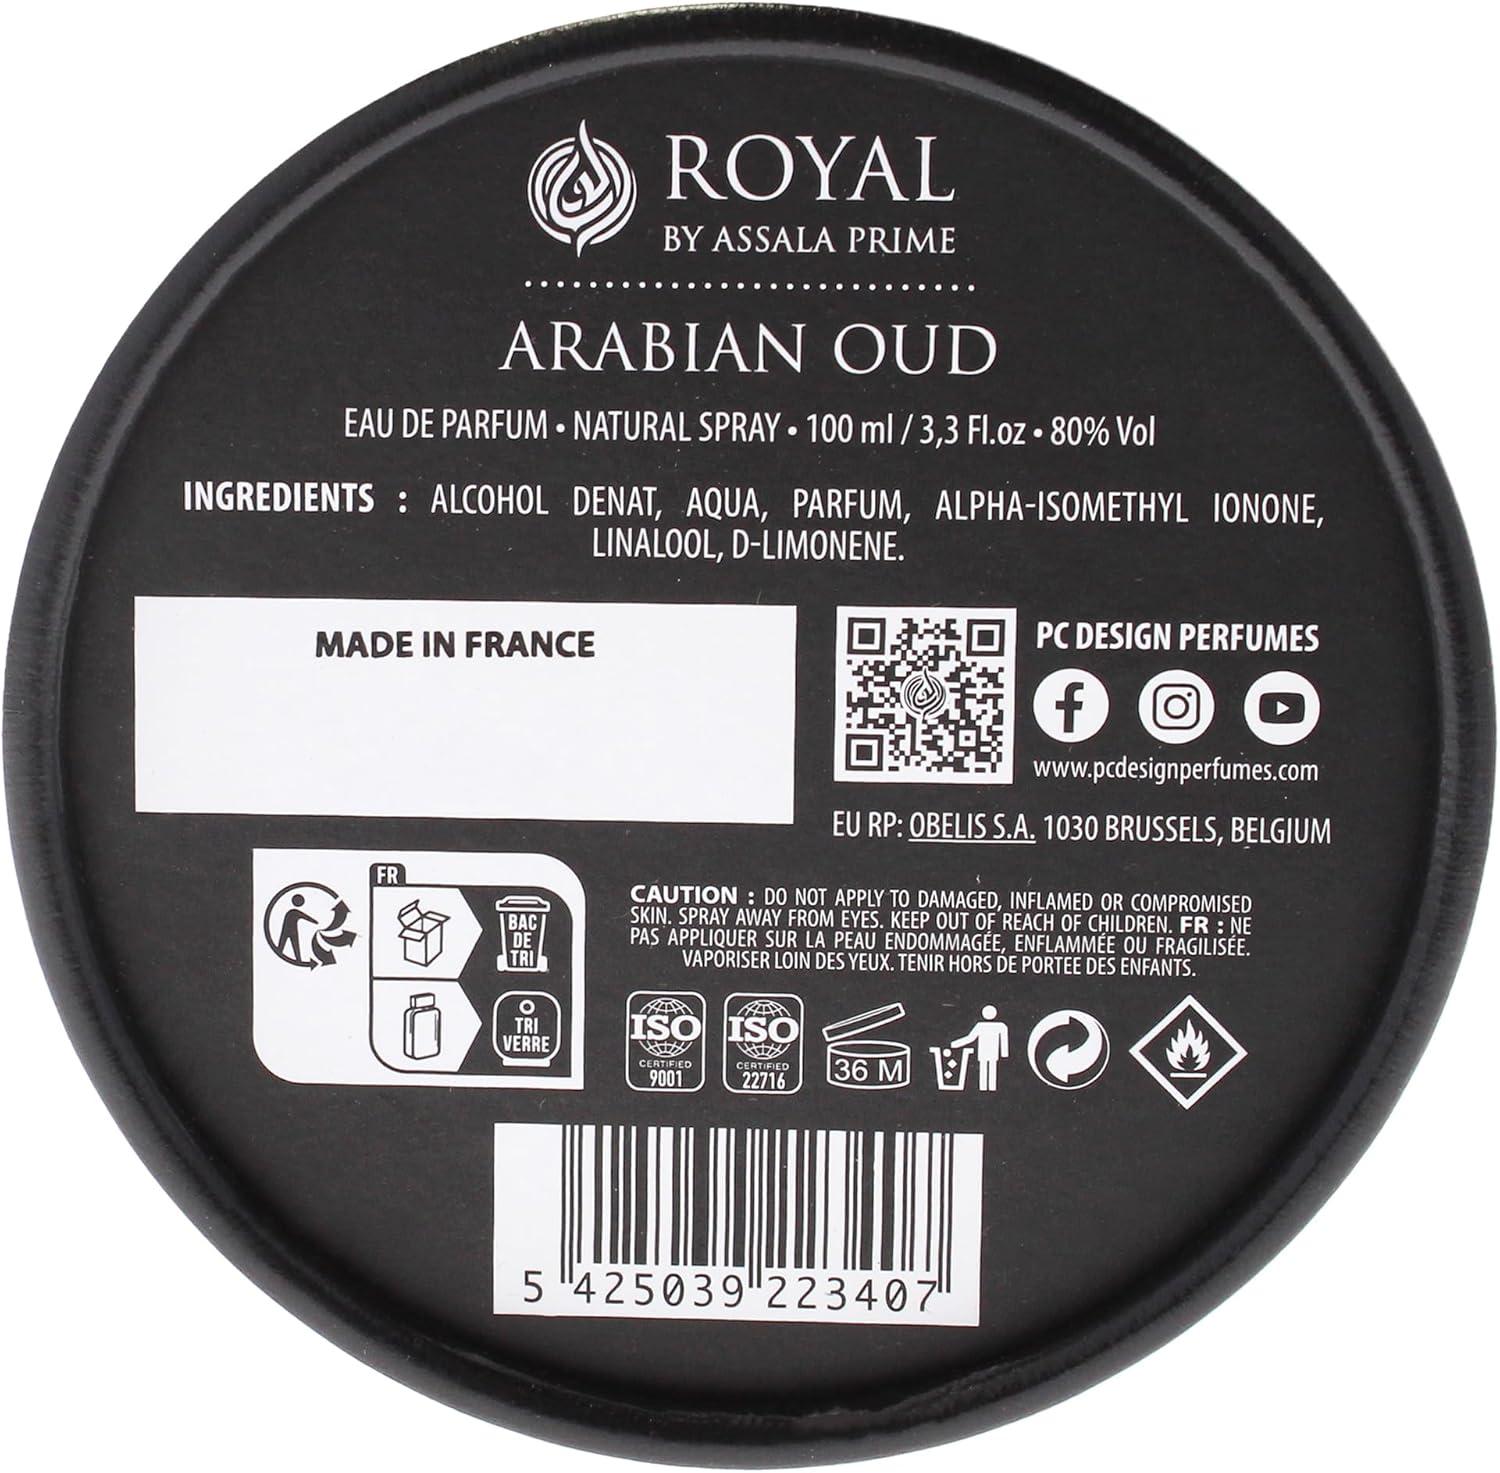 ROYAL
BY ASSALA PRIME
ARABIAN OUD
EAU DE PARFUM • NATURAL SPRAY • 100 ml / 3,3 Fl.oz • 80% Vol
INGREDIENTS : ALCOHOL DENAT, AQUA, PARFUM, ALPHA-ISOMETHYL IONONE,
LINALOOL, D-LIMONENE.
MADE IN FRANCE
PC DESIGN PERFUMES
www.pcdesignperfumes.com
EU RP: OBELIS S.A. 1030 BRUSSELS, BELGIUM
FR
BAC
DE
TRI
TRI
VERRE
CAUTION : DO NOT APPLY TO DAMAGED, INFLAMED OR COMPROMISED
SKIN. SPRAY AWAY FROM EYES. KEEP OUT OF REACH OF CHILDREN. FR : NE
PAS APPLIQUER SUR LA PEAU ENDOMMAGÉE, ENFLAMMÉE OU FRAGILISÉE.
VAPORISER LOIN DES YEUX. TENIR HORS DE PORTEE DES ENFANTS.
ISO
CERTIFIED
9001
ISO
CERTIFIED
22716
36 M
5 425039 223407